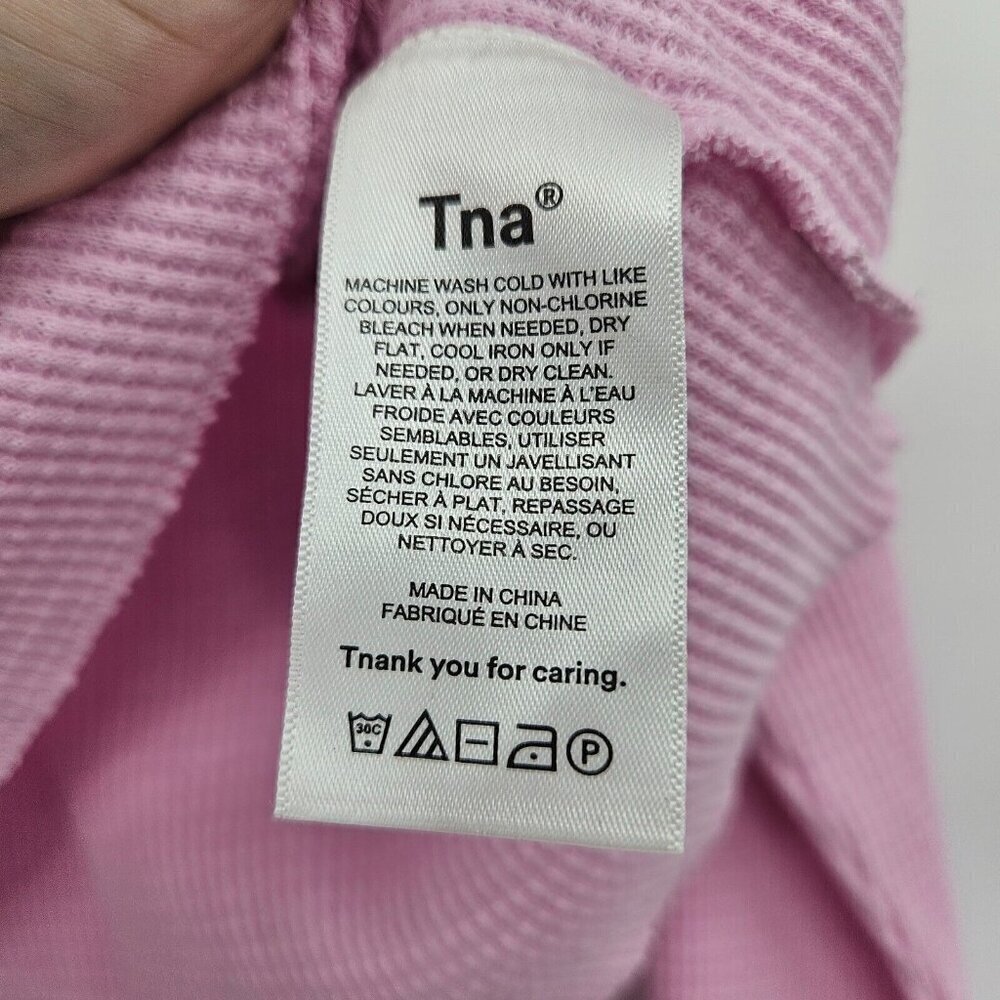 Tna®
MACHINE WASH COLD WITH LIKE
COLOURS, ONLY NON-CHLORINE
BLEACH WHEN NEEDED, DRY
FLAT, COOL IRON ONLY IF
NEEDED, OR DRY CLEAN.
LAVER À LA MACHINE À L'EAU
FROIDE AVEC COULEURS
SEMBLABLES, UTILISER
SEULEMENT UN JAVELLISANT
SANS CHLORE AU BESOIN,
SÉCHER À PLAT, REPASSAGE
DOUX SI NÉCESSAIRE, OU
NETTOYER À SEC.
MADE IN CHINA
FABRIQUÉ EN CHINE
Tnank you for caring.
30C P